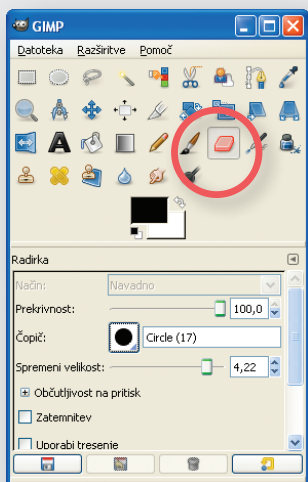 GIMP
Datoteka Razširitve Pomoč
Radirka
Način: Navadno
Prekrivnost: 100,0
Čopič: Circle (17)
Spremeni velikost: 4,22
Občutljivost na pritisk
Zatemnitev
Uporabi tresenje